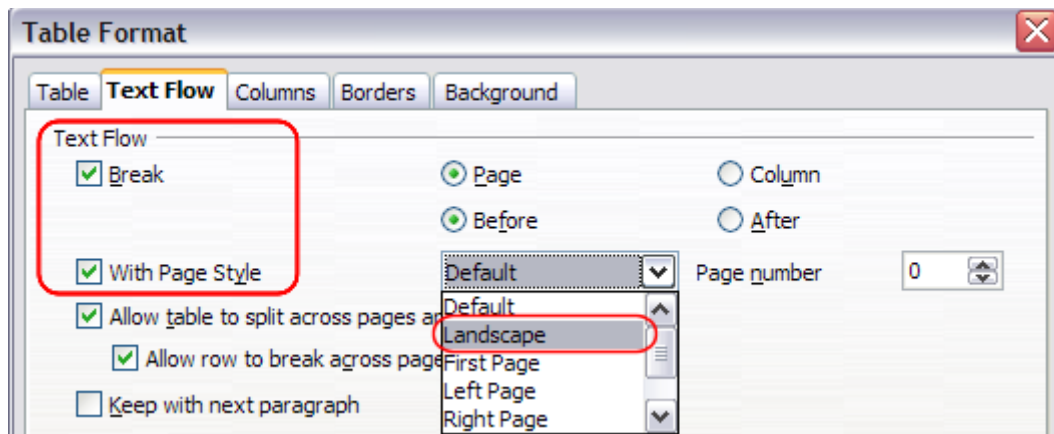 Table Format
Table Text Flow Columns Borders Background
Text Flow
Break Page Column
Before After
With Page Style Default Page number 0
Default
Allow table to split across pages
Landscape
Allow row to break across
First Page
Left Page
Keep with next paragraph
Right Page